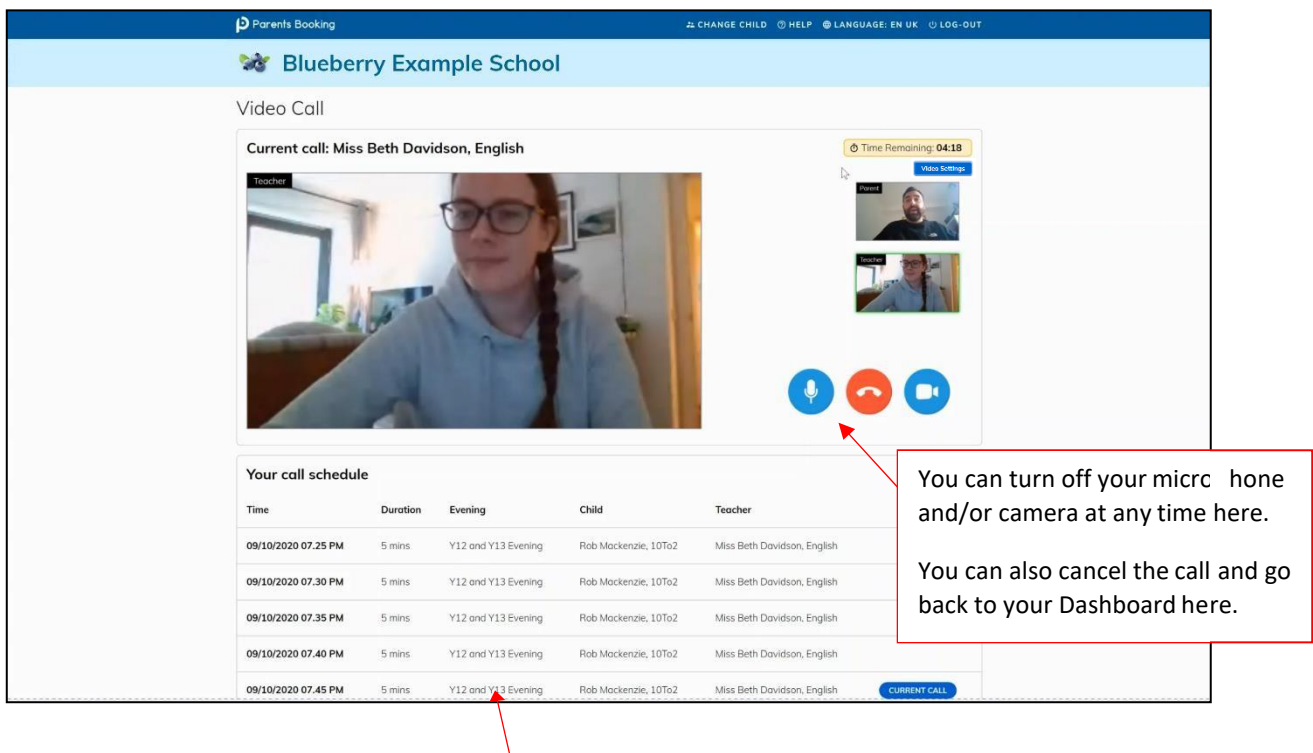 Parents Booking CHANGE CHILD HELP LANGUAGE: EN UK LOG-OUT
Blueberry Example School
Video Call
Current call: Miss Beth Davidson, English
Time Remaining: 04:18
Video Settings
Teacher
Parent
Teacher
Your call schedule
Time Duration Evening Child Teacher
09/10/2020 07.25 PM 5 mins Y12 and Y13 Evening Rob Mackenzie, 10To2 Miss Beth Davidson, English
09/10/2020 07.30 PM 5 mins Y12 and Y13 Evening Rob Mackenzie, 10To2 Miss Beth Davidson, English
09/10/2020 07.35 PM 5 mins Y12 and Y13 Evening Rob Mackenzie, 10To2 Miss Beth Davidson, English
09/10/2020 07.40 PM 5 mins Y12 and Y13 Evening Rob Mackenzie, 10To2 Miss Beth Davidson, English
09/10/2020 07.45 PM 5 mins Y12 and Y13 Evening Rob Mackenzie, 10To2 Miss Beth Davidson, English CURRENT CALL
You can turn off your micro hone
and/or camera at any time here.
You can also cancel the call and go
back to your Dashboard here.